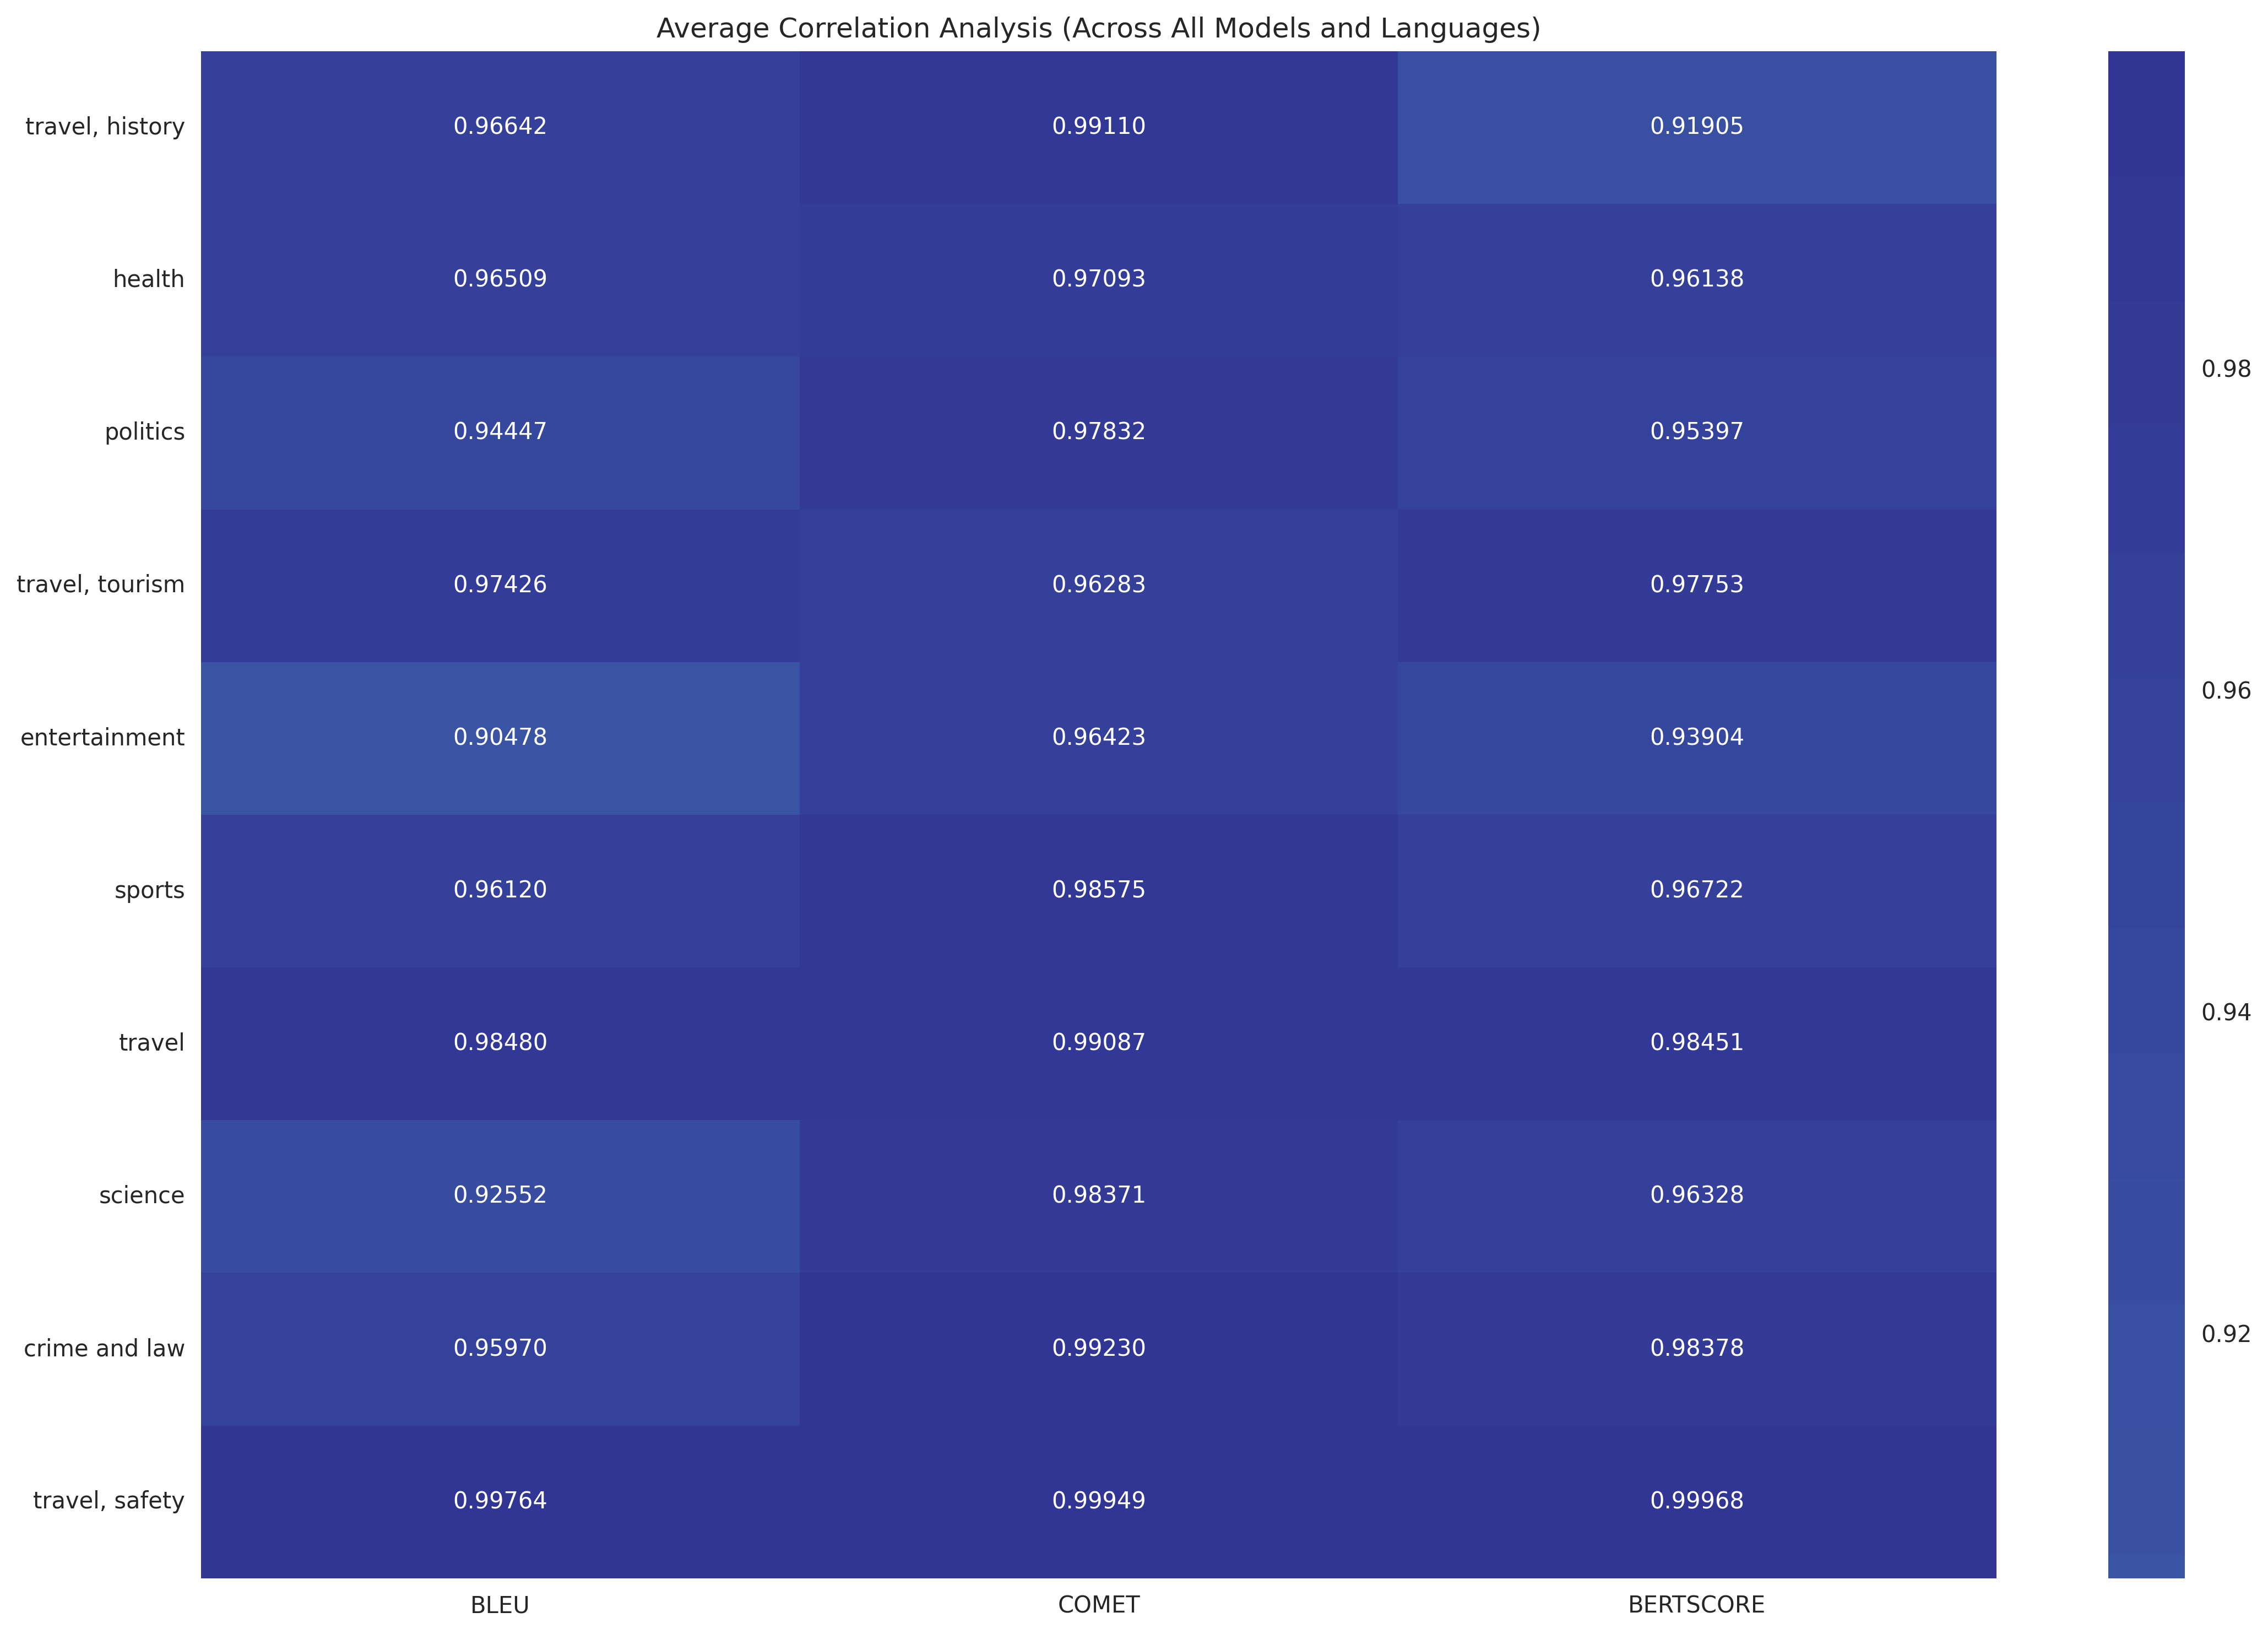 Average Correlation Analysis (Across All Models and Languages)
travel, history 0.96642 0.99110 0.91905
health 0.96509 0.97093 0.96138
politics 0.94447 0.97832 0.95397
travel, tourism 0.97426 0.96283 0.97753
entertainment 0.90478 0.96423 0.93904
sports 0.96120 0.98575 0.96722
travel 0.98480 0.99087 0.98451
science 0.92552 0.98371 0.96328
crime and law 0.95970 0.99230 0.98378
travel, safety 0.99764 0.99949 0.99968
BLEU COMET BERTSCORE
0.98
0.96
0.94
0.92